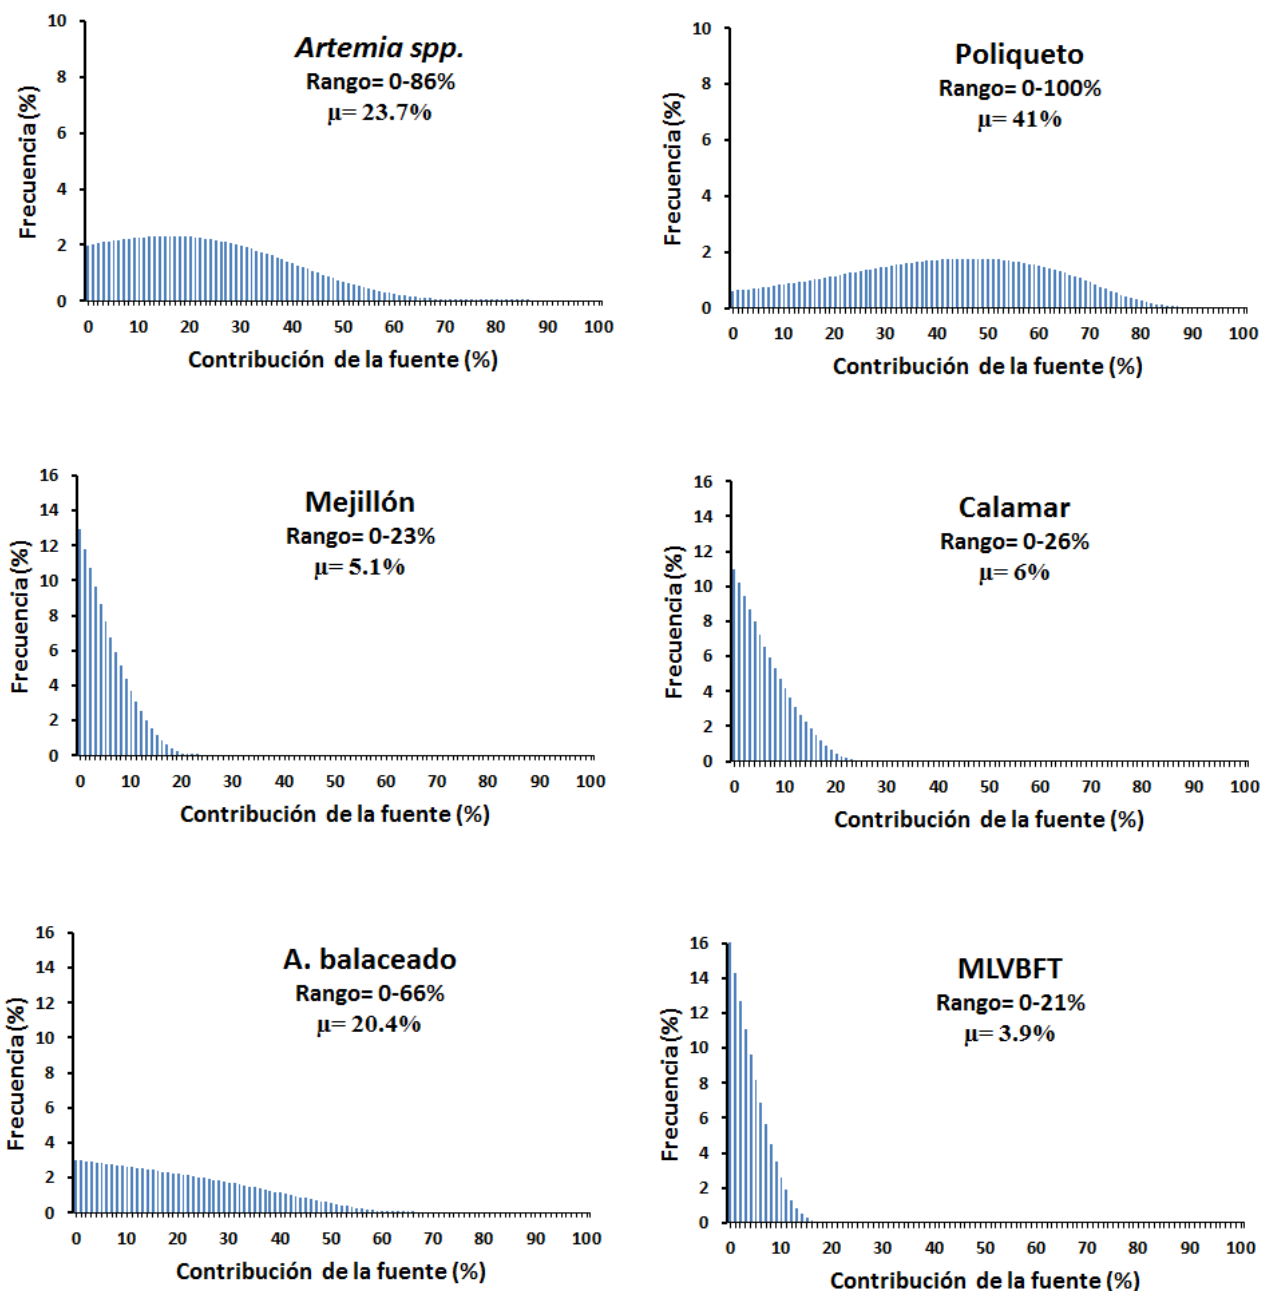 Artemia spp.
Rango= 0-86%
μ= 23.7%
Frecuencia (%)
10
8
6
4
2
0
0 10 20 30 40 50 60 70 80 90 100
Contribución de la fuente (%)
Poliqueto
Rango= 0-100%
μ= 41%
Frecuencia (%)
10
8
6
4
2
0
0 10 20 30 40 50 60 70 80 90 100
Contribución de la fuente (%)
Mejillón
Rango= 0-23%
μ= 5.1%
Frecuencia (%)
16
14
12
10
8
6
4
2
0
0 10 20 30 40 50 60 70 80 90 100
Contribución de la fuente (%)
Calamar
Rango= 0-26%
μ= 6%
Frecuencia (%)
16
14
12
10
8
6
4
2
0
0 10 20 30 40 50 60 70 80 90 100
Contribución de la fuente (%)
A. balaceado
Rango= 0-66%
μ= 20.4%
Frecuencia (%)
16
14
12
10
8
6
4
2
0
0 10 20 30 40 50 60 70 80 90 100
Contribución de la fuente (%)
MLVBFT
Rango= 0-21%
μ= 3.9%
Frecuencia (%)
16
14
12
10
8
6
4
2
0
0 10 20 30 40 50 60 70 80 90 100
Contribución de la fuente (%)